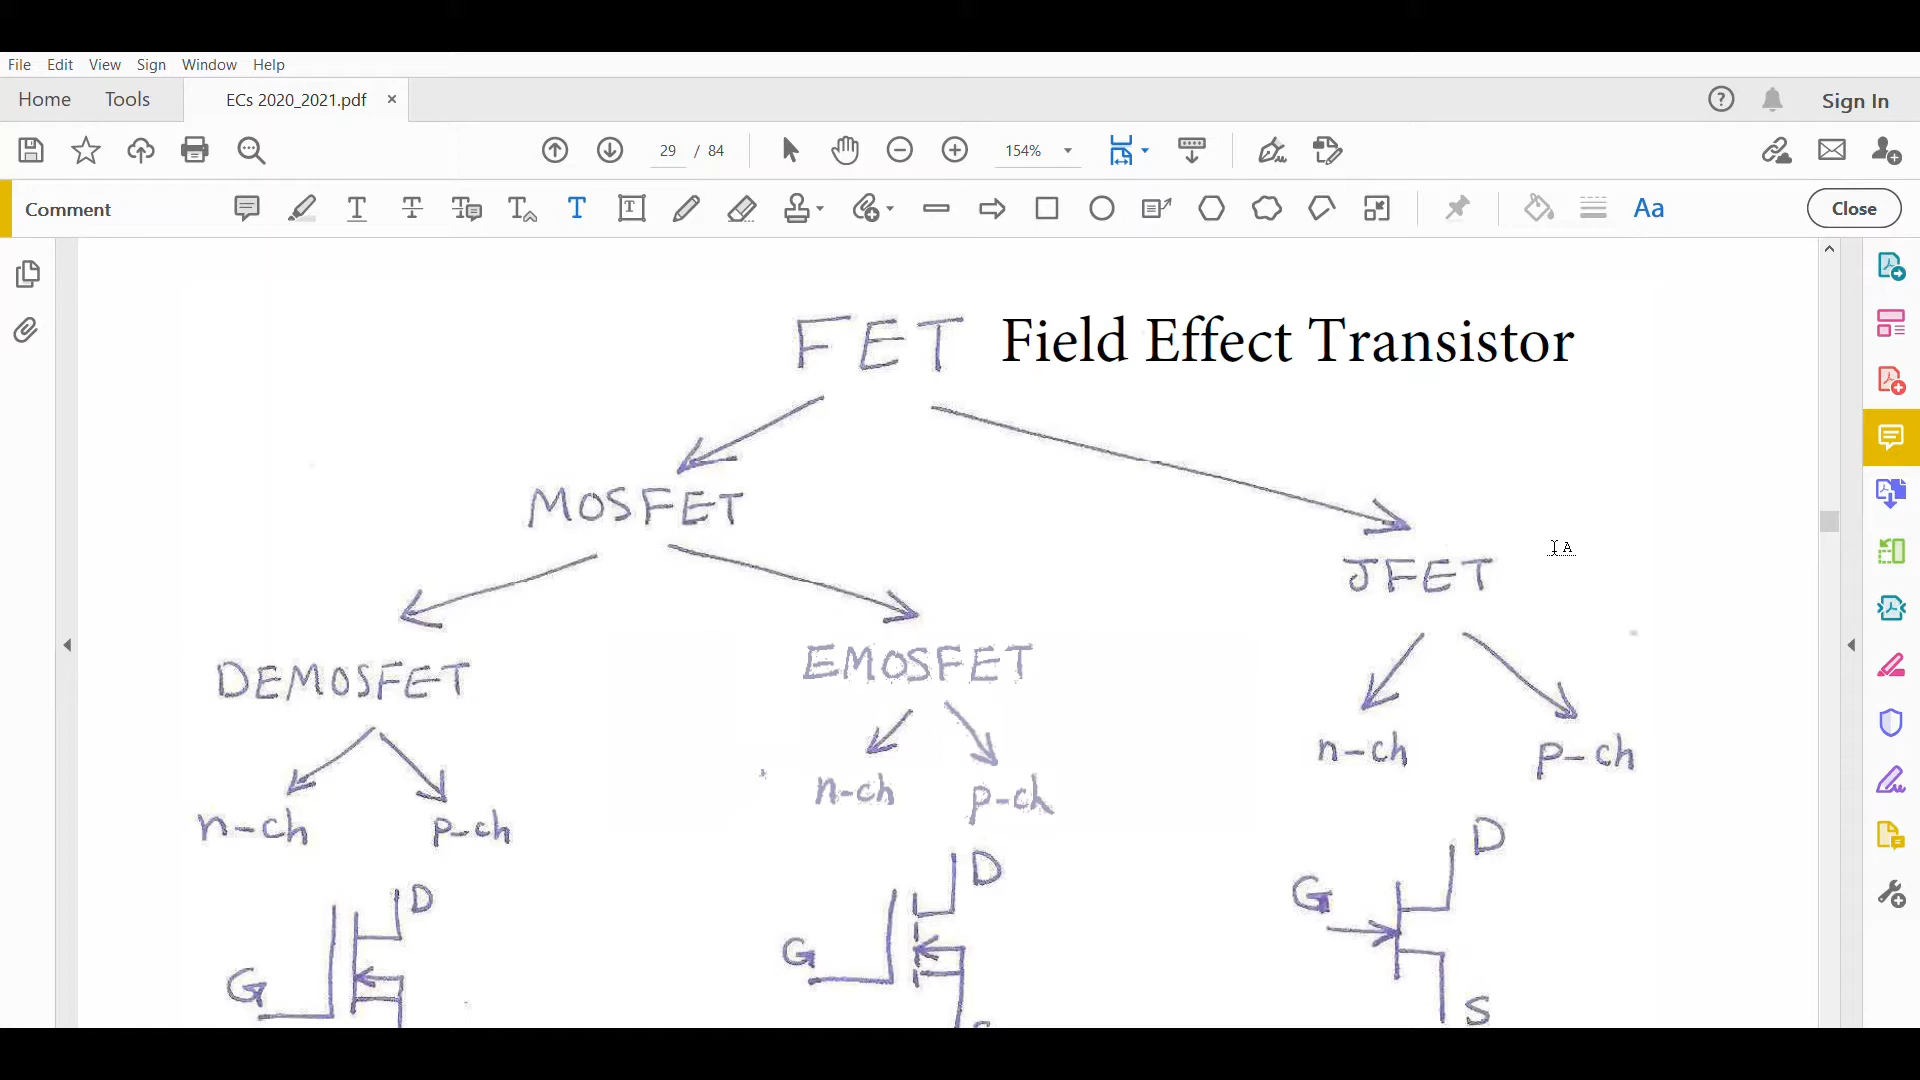 File Edit View Sign Window Help
Home Tools ECs 2020_2021.pdf × Sign In
29 / 84 154%
Comment Aa Close
FET Field Effect Transistor
MOSFET
JFET
DEMOSFET EMOSFET
n-ch p-ch n-ch p-ch n-ch p-ch
D D D
G G G
S